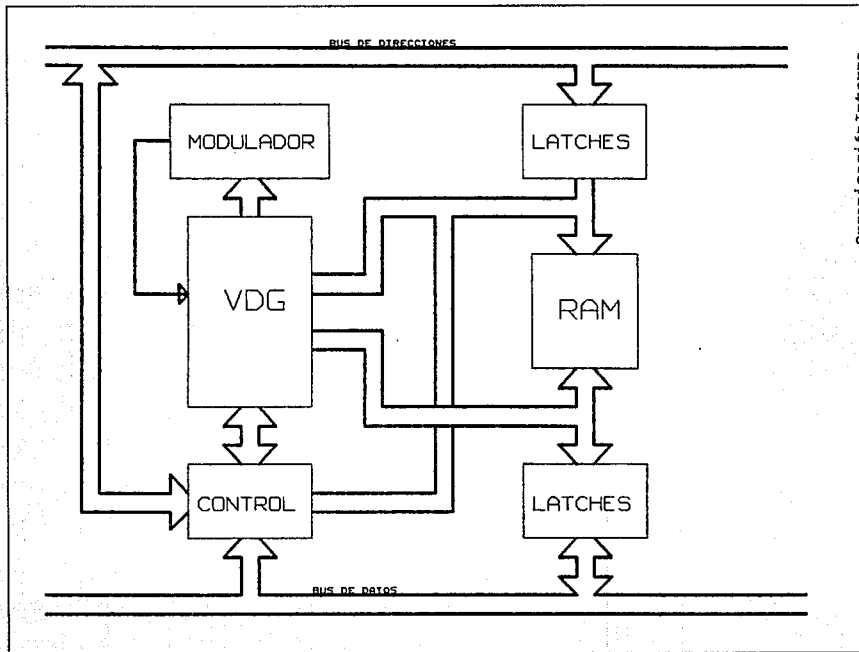 BUS DE DIRECCIONES
MODULADOR
LATCHES
VDG
RAM
CONTROL
LATCHES
BUS DE DATOS